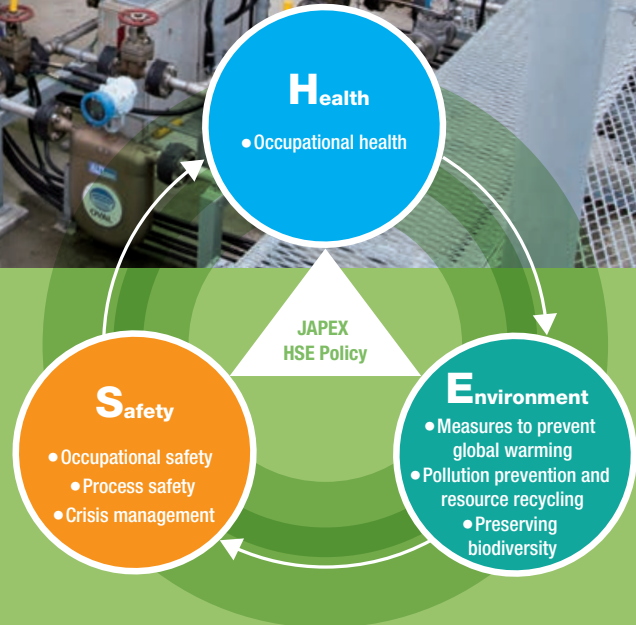 Health
●Occupational health
JAPEX
HSE Policy
Safety
●Occupational safety
●Process safety
●Crisis management
Environment
●Measures to prevent
global warming
●Pollution prevention and
resource recycling
●Preserving
biodiversity
OVAL